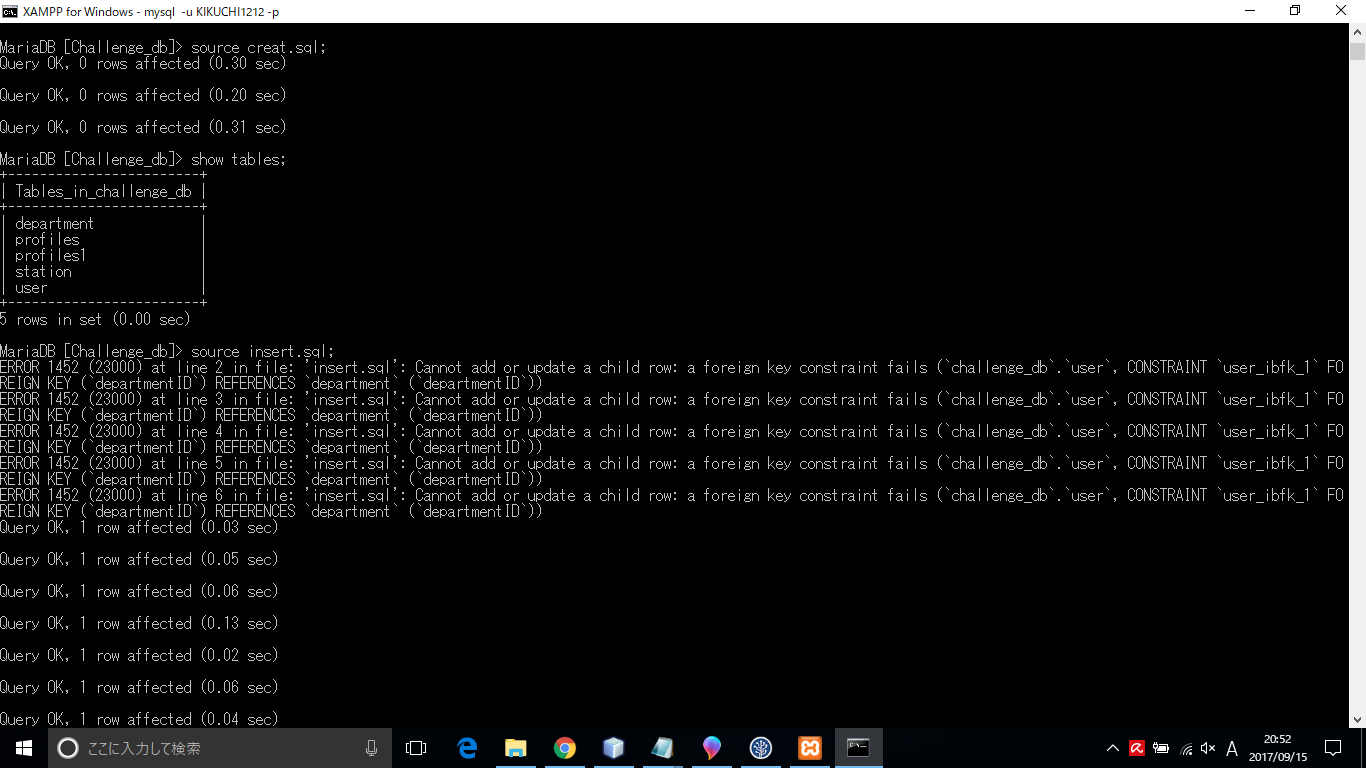 XAMPP for Windows - mysql -u KIKUCHI1212 -p
MariaDB [Challenge_db]> source creat.sql;
Query OK, 0 rows affected (0.30 sec)
Query OK, 0 rows affected (0.20 sec)
Query OK, 0 rows affected (0.31 sec)
MariaDB [Challenge_db]> show tables;
+------------------------+
| Tables_in_challenge_db |
+------------------------+
| department             |
| profiles               |
| profiles1              |
| station                |
| user                   |
+------------------------+
5 rows in set (0.00 sec)
MariaDB [Challenge_db]> source insert.sql;
ERROR 1452 (23000) at line 2 in file: 'insert.sql': Cannot add or update a child row: a foreign key constraint fails (`challenge_db`.`user`, CONSTRAINT `user_ibfk_1` FO
REIGN KEY (`departmentID`) REFERENCES `department` (`departmentID`))
ERROR 1452 (23000) at line 3 in file: 'insert.sql': Cannot add or update a child row: a foreign key constraint fails (`challenge_db`.`user`, CONSTRAINT `user_ibfk_1` FO
REIGN KEY (`departmentID`) REFERENCES `department` (`departmentID`))
ERROR 1452 (23000) at line 4 in file: 'insert.sql': Cannot add or update a child row: a foreign key constraint fails (`challenge_db`.`user`, CONSTRAINT `user_ibfk_1` FO
REIGN KEY (`departmentID`) REFERENCES `department` (`departmentID`))
ERROR 1452 (23000) at line 5 in file: 'insert.sql': Cannot add or update a child row: a foreign key constraint fails (`challenge_db`.`user`, CONSTRAINT `user_ibfk_1` FO
REIGN KEY (`departmentID`) REFERENCES `department` (`departmentID`))
ERROR 1452 (23000) at line 6 in file: 'insert.sql': Cannot add or update a child row: a foreign key constraint fails (`challenge_db`.`user`, CONSTRAINT `user_ibfk_1` FO
REIGN KEY (`departmentID`) REFERENCES `department` (`departmentID`))
Query OK, 1 row affected (0.03 sec)
Query OK, 1 row affected (0.05 sec)
Query OK, 1 row affected (0.06 sec)
Query OK, 1 row affected (0.13 sec)
Query OK, 1 row affected (0.02 sec)
Query OK, 1 row affected (0.06 sec)
Query OK, 1 row affected (0.04 sec)
ここに入力して検索
A
20:52
2017/09/15